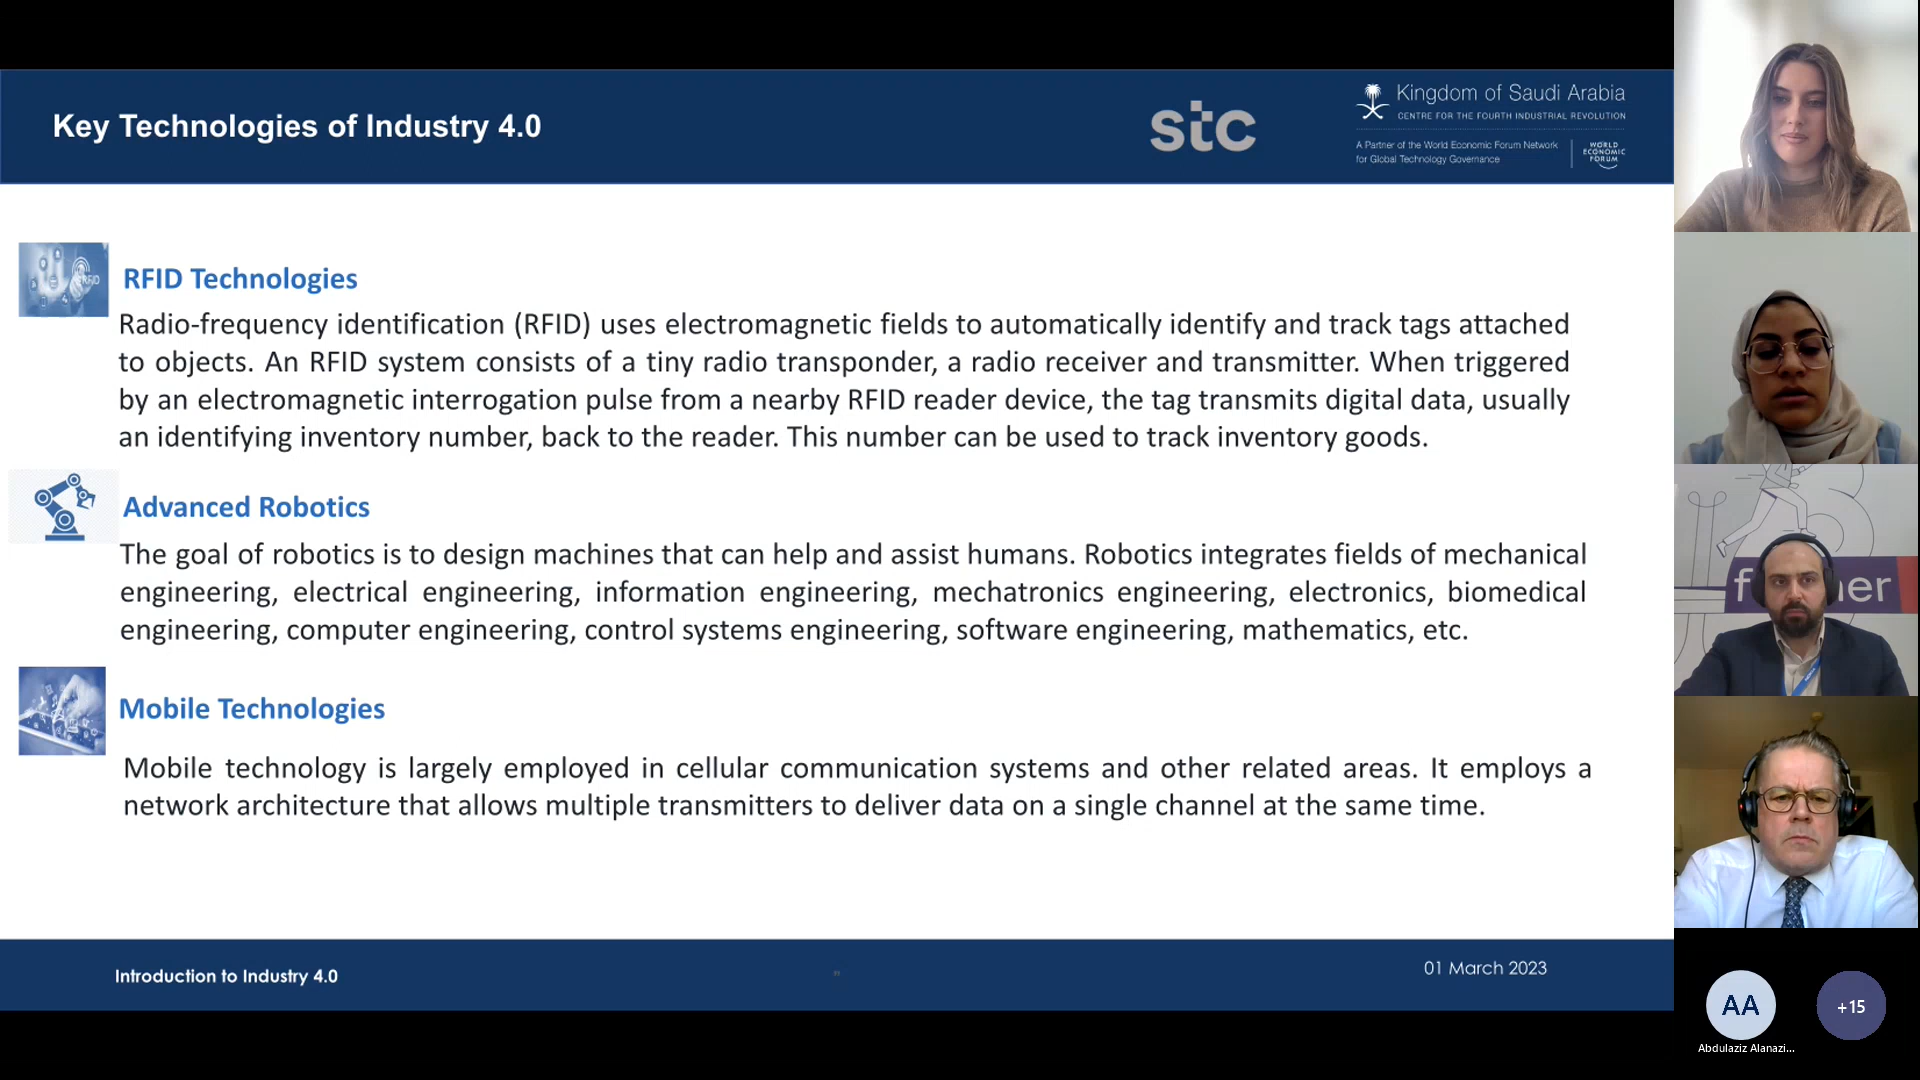 Key Technologies of Industry 4.0
stc
Kingdom of Saudi Arabia
CENTRE FOR THE FOURTH INDUSTRIAL REVOLUTION
A Partner of the World Economic Forum Network
for Global Technology Governance
WORLD
ECONOMIC
FORUM
RFID
RFID Technologies
Radio-frequency identification (RFID) uses electromagnetic fields to automatically identify and track tags attached
to objects. An RFID system consists of a tiny radio transponder, a radio receiver and transmitter. When triggered
by an electromagnetic interrogation pulse from a nearby RFID reader device, the tag transmits digital data, usually
an identifying inventory number, back to the reader. This number can be used to track inventory goods.
Advanced Robotics
The goal of robotics is to design machines that can help and assist humans. Robotics integrates fields of mechanical
engineering, electrical engineering, information engineering, mechatronics engineering, electronics, biomedical
engineering, computer engineering, control systems engineering, software engineering, mathematics, etc.
Mobile Technologies
Mobile technology is largely employed in cellular communication systems and other related areas. It employs a
network architecture that allows multiple transmitters to deliver data on a single channel at the same time.
Introduction to Industry 4.0
01 March 2023
AA
+15
Abdulaziz Alanazi...